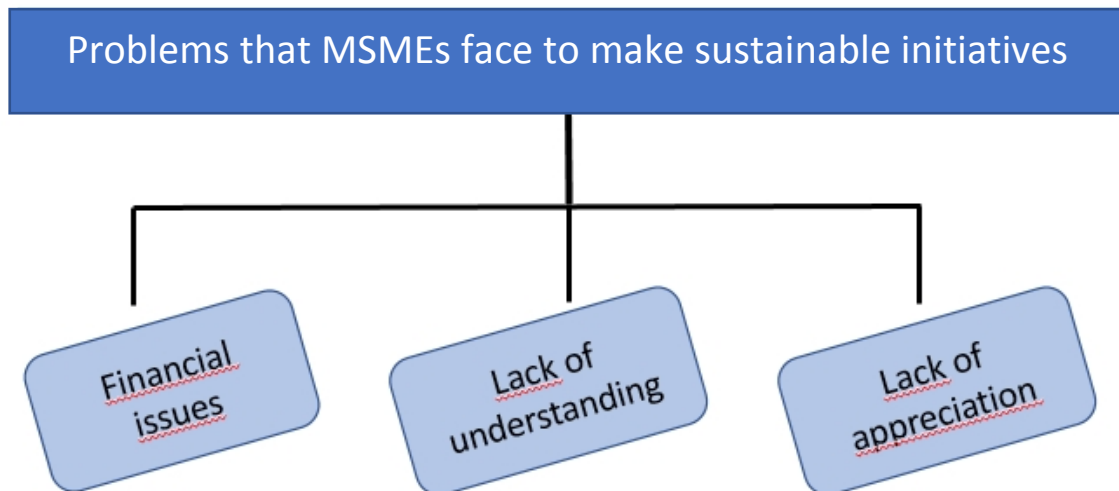 Problems that MSMEs face to make sustainable initiatives
Financial
issues
Lack of
understanding
Lack of
appreciation